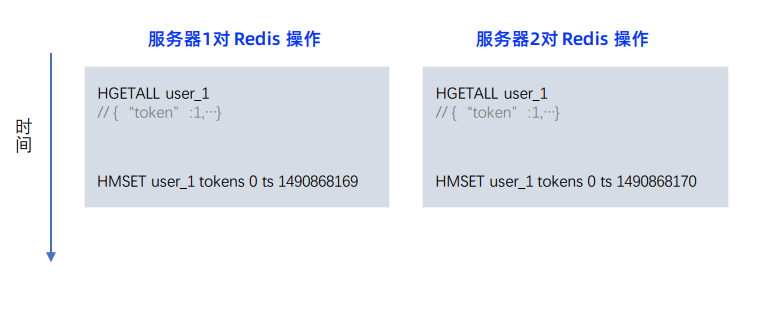 服务器1对 Redis 操作
服务器2对 Redis 操作
时间
HGETALL user_1
// { “token” :1,…}
HMSET user_1 tokens 0 ts 1490868169
HGETALL user_1
// { “token” :1,…}
HMSET user_1 tokens 0 ts 1490868170